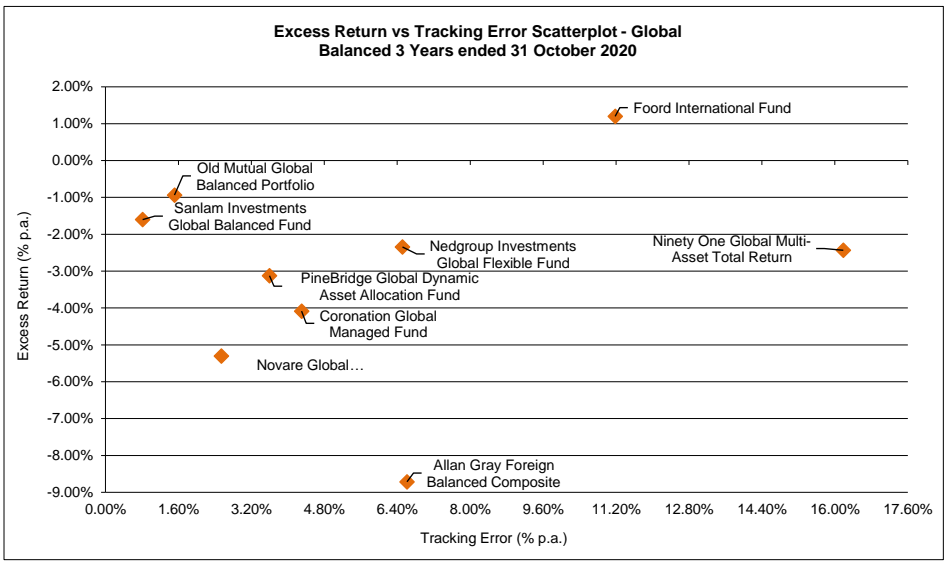 Excess Return vs Tracking Error Scatterplot - Global
Balanced 3 Years ended 31 October 2020
2.00%
1.00%
0.00%
-1.00%
-2.00%
-3.00%
-4.00%
-5.00%
-6.00%
-7.00%
-8.00%
-9.00%
Excess Return (% p.a.)
Foord International Fund
Old Mutual Global
Balanced Portfolio
Sanlam Investments
Global Balanced Fund
Nedgroup Investments
Global Flexible Fund
Ninety One Global Multi-
Asset Total Return
PineBridge Global Dynamic
Asset Allocation Fund
Coronation Global
Managed Fund
Novare Global…
Allan Gray Foreign
Balanced Composite
0.00% 1.60% 3.20% 4.80% 6.40% 8.00% 9.60% 11.20% 12.80% 14.40% 16.00% 17.60%
Tracking Error (% p.a.)